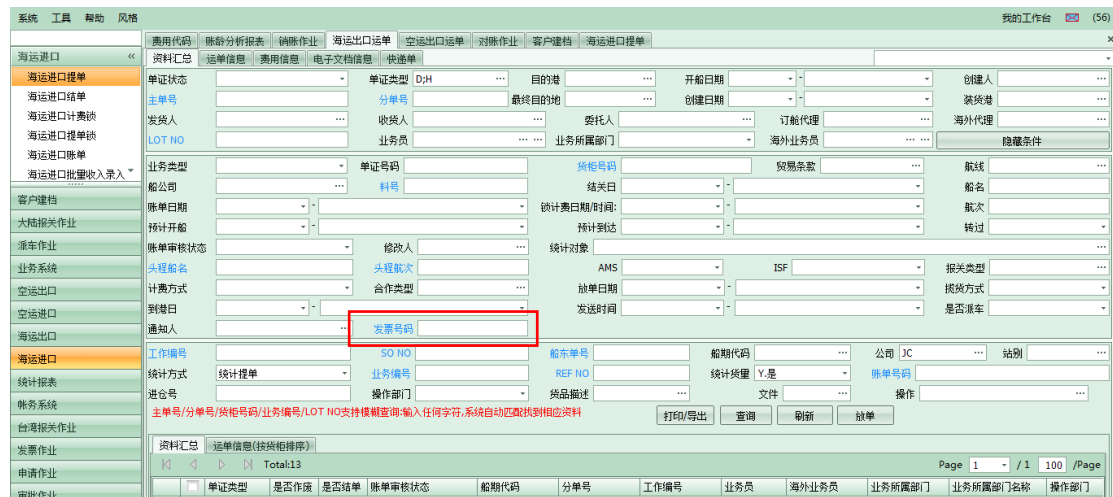 系统 工具 帮助 风格 我的工作台 (56)
费用代码 账龄分析报表 销账作业 海运出口运单 空运出口运单 对账作业 客户建档 海运进口提单
海运进口 «
资料汇总 运单信息 费用信息 电子文档信息 快递单
海运进口提单
海运进口结单
海运进口计费锁
海运进口提单锁
海运进口账单
海运进口批量收入录入
客户建档
大陆报关作业
派车作业
业务系统
空运出口
空运进口
海运出口
海运进口
统计报表
帐务系统
台湾报关作业
发票作业
申请作业
审批作业
单证状态 单证类型 D;H ... 目的港 ... 开船日期 - 创建人 ...
主单号 分单号 最终目的地 ... 创建日期 - 装货港 ...
发货人 ... 收货人 ... 委托人 ... 订舱代理 ... 海外代理 ...
LOT NO 业务员 ... ... 业务所属部门 海外业务员 ... ... 隐藏条件
业务类型 单证号码 货柜号码 ... 贸易条款 ... 航线 ...
船公司 ... 料号 结关日 - 船名
账单日期 - 锁计费日期/时间: - 航次
预计开船 - 预计到达 - 转过
账单审核状态 修改人 ... 统计对象 ...
头程船名 头程航次 AMS ISF 报关类型 ...
计费方式 合作类型 ... 放单日期 - 揽货方式
到港日 - 发送时间 - 是否派车
通知人 ... 发票号码
工作编号 SO NO 船东单号 船期代码 ... 公司 JC ... 站别 ...
统计方式 统计提单 业务编号 REF NO 统计货量 Y.是 账单号码
进仓号 操作部门 货品描述 ... 文件 ... 操作 ...
主单号/分单号/货柜号码/业务编号/LOT NO支持模糊查询:输入任何字符,系统自动匹配找到相应资料 打印/导出 查询 刷新 放单
资料汇总 运单信息(按货柜排序)
Total:13 Page 1 / 1 100 /Page
单证类型 是否作废 是否结单 账单审核状态 船期代码 分单号 工作编号 业务员 海外业务员 业务所属部门 业务所属部门名称 操作部门